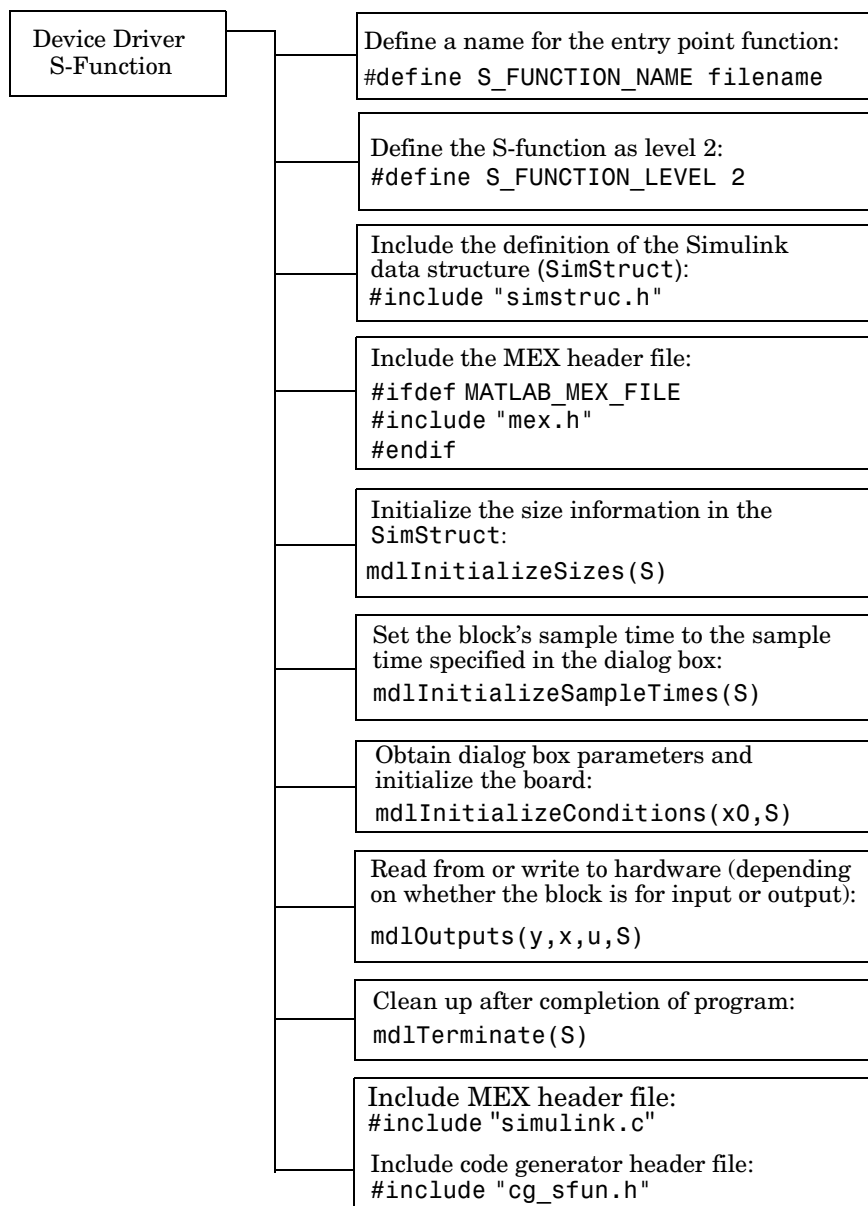 Device Driver
S-Function
Define a name for the entry point function:
#define S_FUNCTION_NAME filename
Define the S-function as level 2:
#define S_FUNCTION_LEVEL 2
Include the definition of the Simulink
data structure (SimStruct):
#include "simstruc.h"
Include the MEX header file:
#ifdef MATLAB_MEX_FILE
#include "mex.h"
#endif
Initialize the size information in the
SimStruct:
mdlInitializeSizes(S)
Set the block's sample time to the sample
time specified in the dialog box:
mdlInitializeSampleTimes(S)
Obtain dialog box parameters and
initialize the board:
mdlInitializeConditions(x0,S)
Read from or write to hardware (depending
on whether the block is for input or output):
mdlOutputs(y,x,u,S)
Clean up after completion of program:
mdlTerminate(S)
Include MEX header file:
#include "simulink.c"
Include code generator header file:
#include "cg_sfun.h"